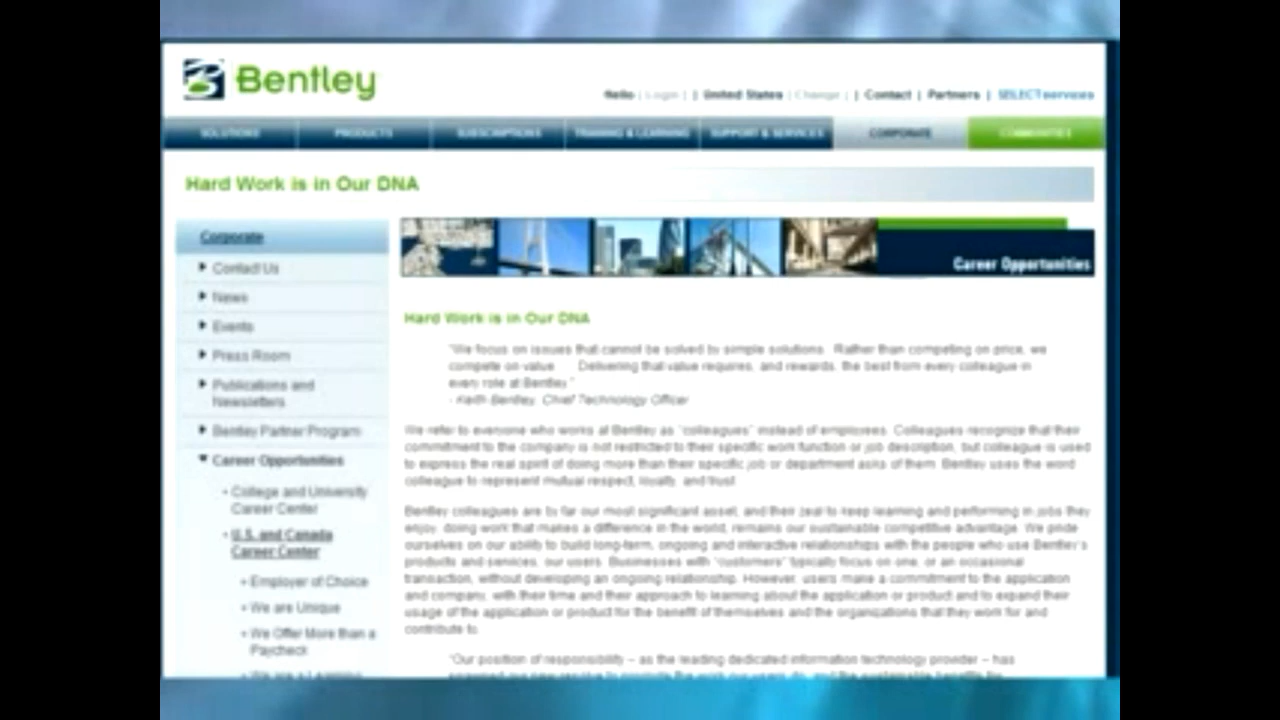 Bentley
Hello | Login | | United States | Change | | Contact | Partners | SELECTservices
SOLUTIONS PRODUCTS SUBSCRIPTIONS TRAINING & LEARNING SUPPORT & SERVICES CORPORATE COMMUNITIES
Hard Work is in Our DNA
Corporate
Contact Us
News
Events
Press Room
Publications and
Newsletters
Bentley Partner Program
Career Opportunities
College and University
Career Center
U.S. and Canada
Career Center
Employer of Choice
We are Unique
We Offer More than a
Paycheck
We are a Learning
Career Opportunities
Hard Work is in Our DNA
"We focus on issues that cannot be solved by simple solutions. Rather than competing on price, we
compete on value. Delivering that value requires, and rewards, the best from every colleague in
every role at Bentley."
- Keith Bentley, Chief Technology Officer
We refer to everyone who works at Bentley as "colleagues" instead of employees. Colleagues recognize that their
commitment to the company is not restricted to their specific work function or job description, but colleague is used
to express the real spirit of doing more than their specific job or department asks of them. Bentley uses the word
colleague to represent mutual respect, loyalty, and trust.
Bentley colleagues are by far our most significant asset, and their zeal to keep learning and performing in jobs they
enjoy, doing work that makes a difference in the world, remains our sustainable competitive advantage. We pride
ourselves on our ability to build long-term, ongoing and interactive relationships with the people who use Bentley's
products and services, our users. Businesses with "customers" typically focus on one, or an occasional
transaction, without developing an ongoing relationship. However, users make a commitment to the application
and company, with their time and their approach to learning about the application or product and to expand their
usage of the application or product for the benefit of themselves and the organizations that they work for and
contribute to.
"Our position of responsibility – as the leading dedicated information technology provider – has